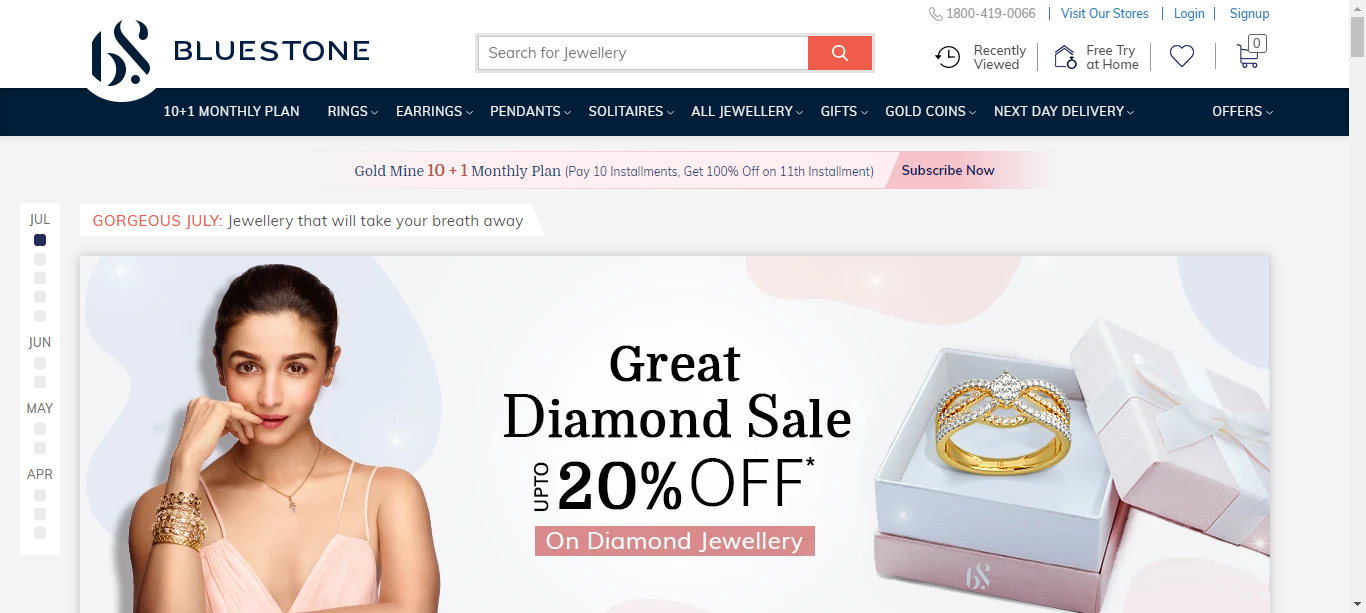 1800-419-0066 Visit Our Stores Login Signup
BLUESTONE
Search for Jewellery
Recently
Viewed
Free Try
at Home
0
10+1 MONTHLY PLAN RINGS EARRINGS PENDANTS SOLITAIRES ALL JEWELLERY GIFTS GOLD COINS NEXT DAY DELIVERY OFFERS
Gold Mine 10 + 1 Monthly Plan (Pay 10 Installments, Get 100% Off on 11th Installment) Subscribe Now
JUL
JUN
MAY
APR
GORGEOUS JULY: Jewellery that will take your breath away
Great
Diamond Sale
UPTO 20% OFF*
On Diamond Jewellery